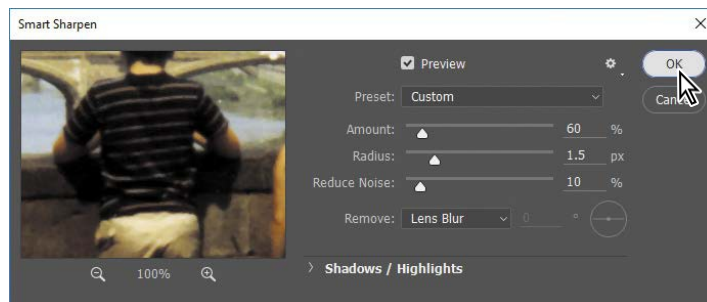 Smart Sharpen
Preview
OK
Preset: Custom
Cancel
Amount: 60 %
Radius: 1.5 px
Reduce Noise: 10 %
Remove: Lens Blur 0 °
100%
Shadows / Highlights